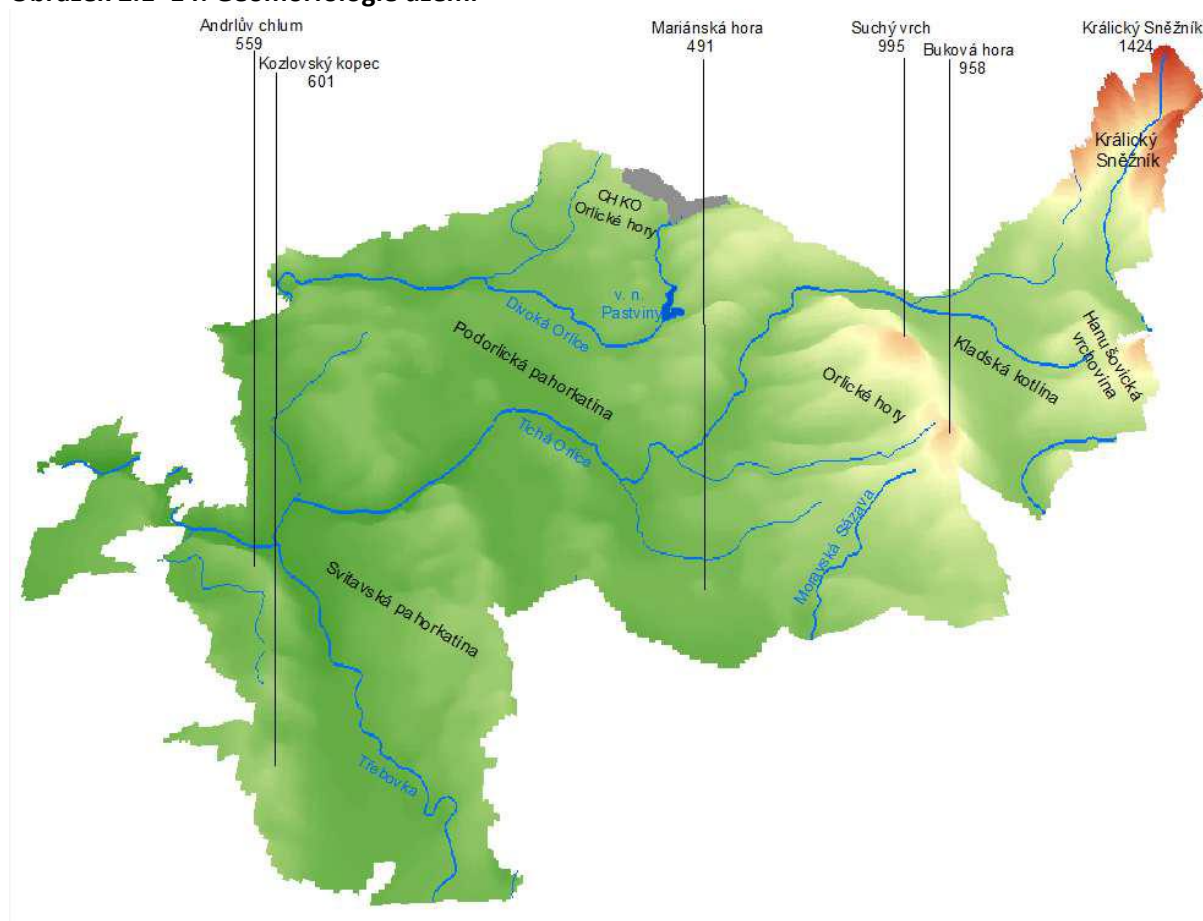 Andrlův chlum
559
Kozlovský kopec
601
Mariánská hora
491
Suchý vrch
995
Buková hora
958
Králický Sněžník
1424
Králický
Sněžník
CHKO
Orlické hory
v. n.
Pastviny
Divoká Orlice
Podorlická pahorkatina
Tichá Orlice
Orlické hory
Kladská kotlina
Hanušovická
vrchovina
Moravská Sázava
Svitavská pahorkatina
Třebovka